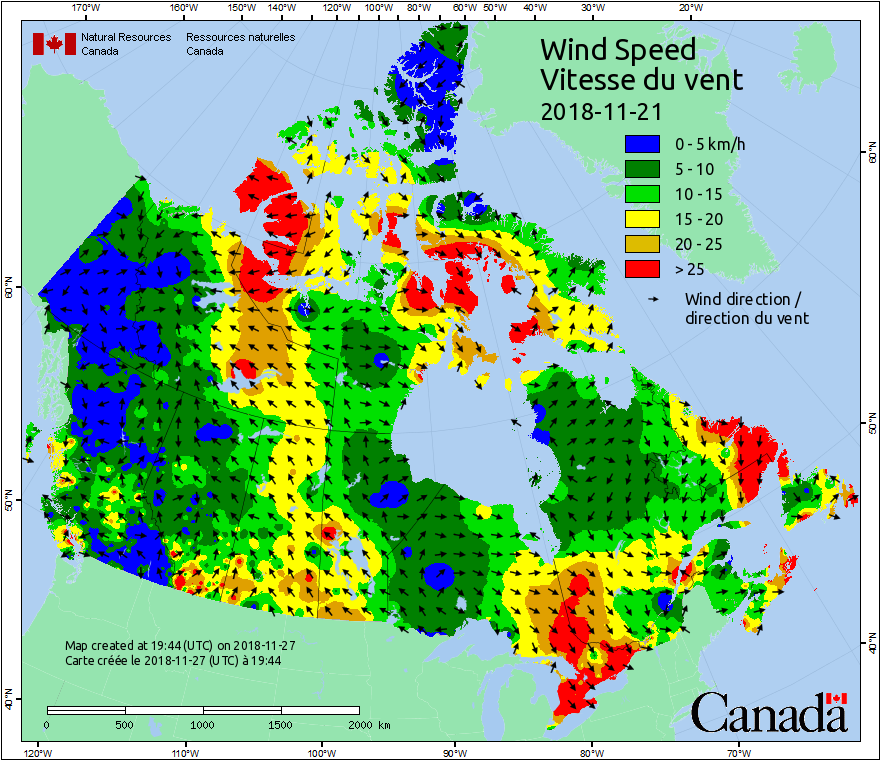 170°W 160°W 150°W 140°W 120°W 100°W 80°W 60°W 50°W 40°W 30°W 20°W
Natural Resources Canada
Ressources naturelles Canada
Wind Speed
Vitesse du vent
2018-11-21
0 - 5 km/h
5 - 10
10 - 15
15 - 20
20 - 25
> 25
Wind direction /
direction du vent
60°N
60°N
50°N
50°N
40°N
40°N
Map created at 19:44 (UTC) on 2018-11-27
Carte créée le 2018-11-27 (UTC) à 19:44
0 500 1000 1500 2000 km
Canada
120°W 110°W 100°W 90°W 80°W 70°W